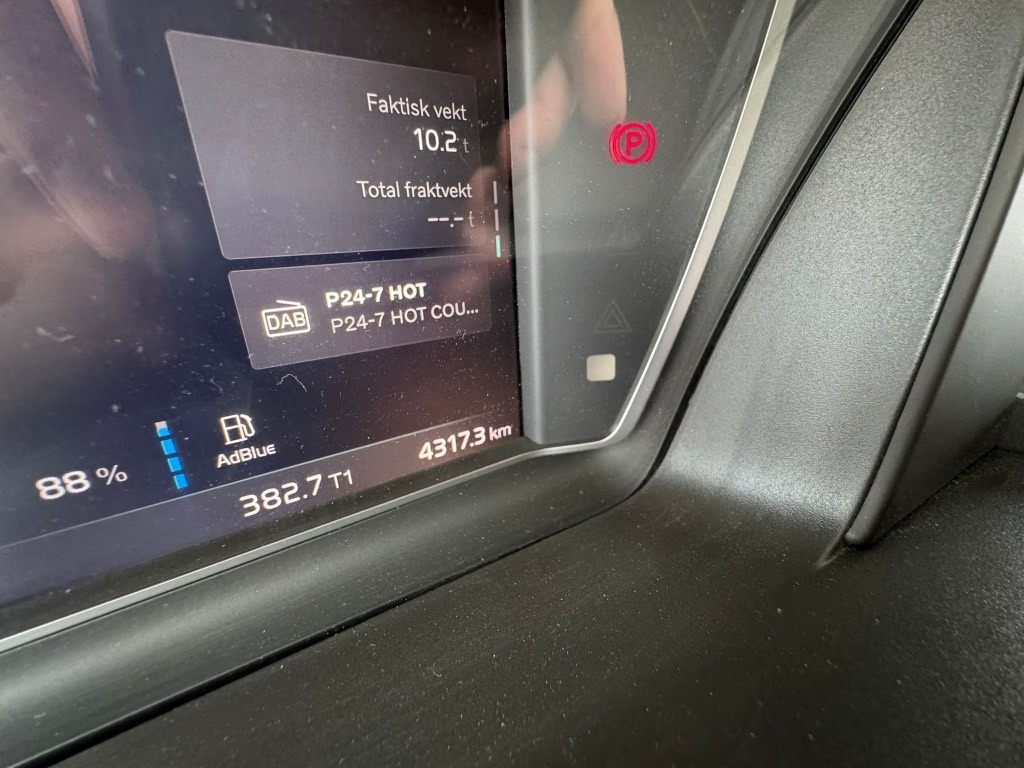 Faktisk vekt
10.2 t
Total fraktvekt
--.- t
DAB
P24-7 HOT
P24-7 HOT COU...
P
88 %
AdBlue
382.7 T1
4317.3 km